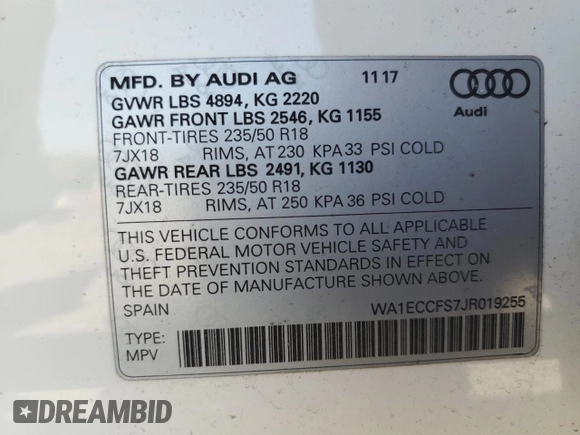 MFD. BY AUDI AG 11 17
GVWR LBS 4894, KG 2220
GAWR FRONT LBS 2546, KG 1155
FRONT-TIRES 235/50 R18
7JX18 RIMS, AT 230 KPA 33 PSI COLD
GAWR REAR LBS 2491, KG 1130
REAR-TIRES 235/50 R18
7JX18 RIMS, AT 250 KPA 36 PSI COLD
Audi
THIS VEHICLE CONFORMS TO ALL APPLICABLE
U.S. FEDERAL MOTOR VEHICLE SAFETY AND
THEFT PREVENTION STANDARDS IN EFFECT ON
THE DATE OF MANUFACTURE SHOWN ABOVE.
SPAIN WA1ECCFS7JR019255
TYPE:
MPV
DREAMBID